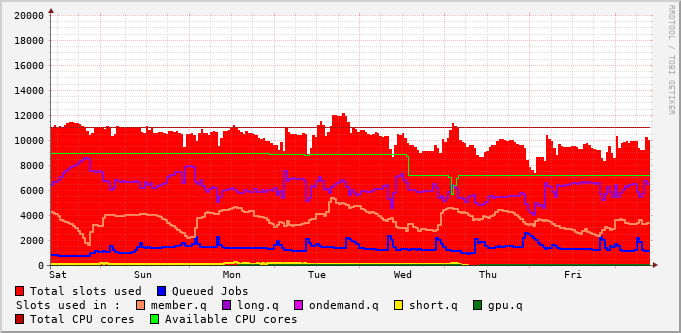 20000
18000
16000
14000
12000
10000
8000
6000
4000
2000
0
Sat Sun Mon Tue Wed Thu Fri
RRDTOOL / TOBI OETIKER
Total slots used Queued Jobs
Slots used in : member.q long.q ondemand.q short.q gpu.q
Total CPU cores Available CPU cores